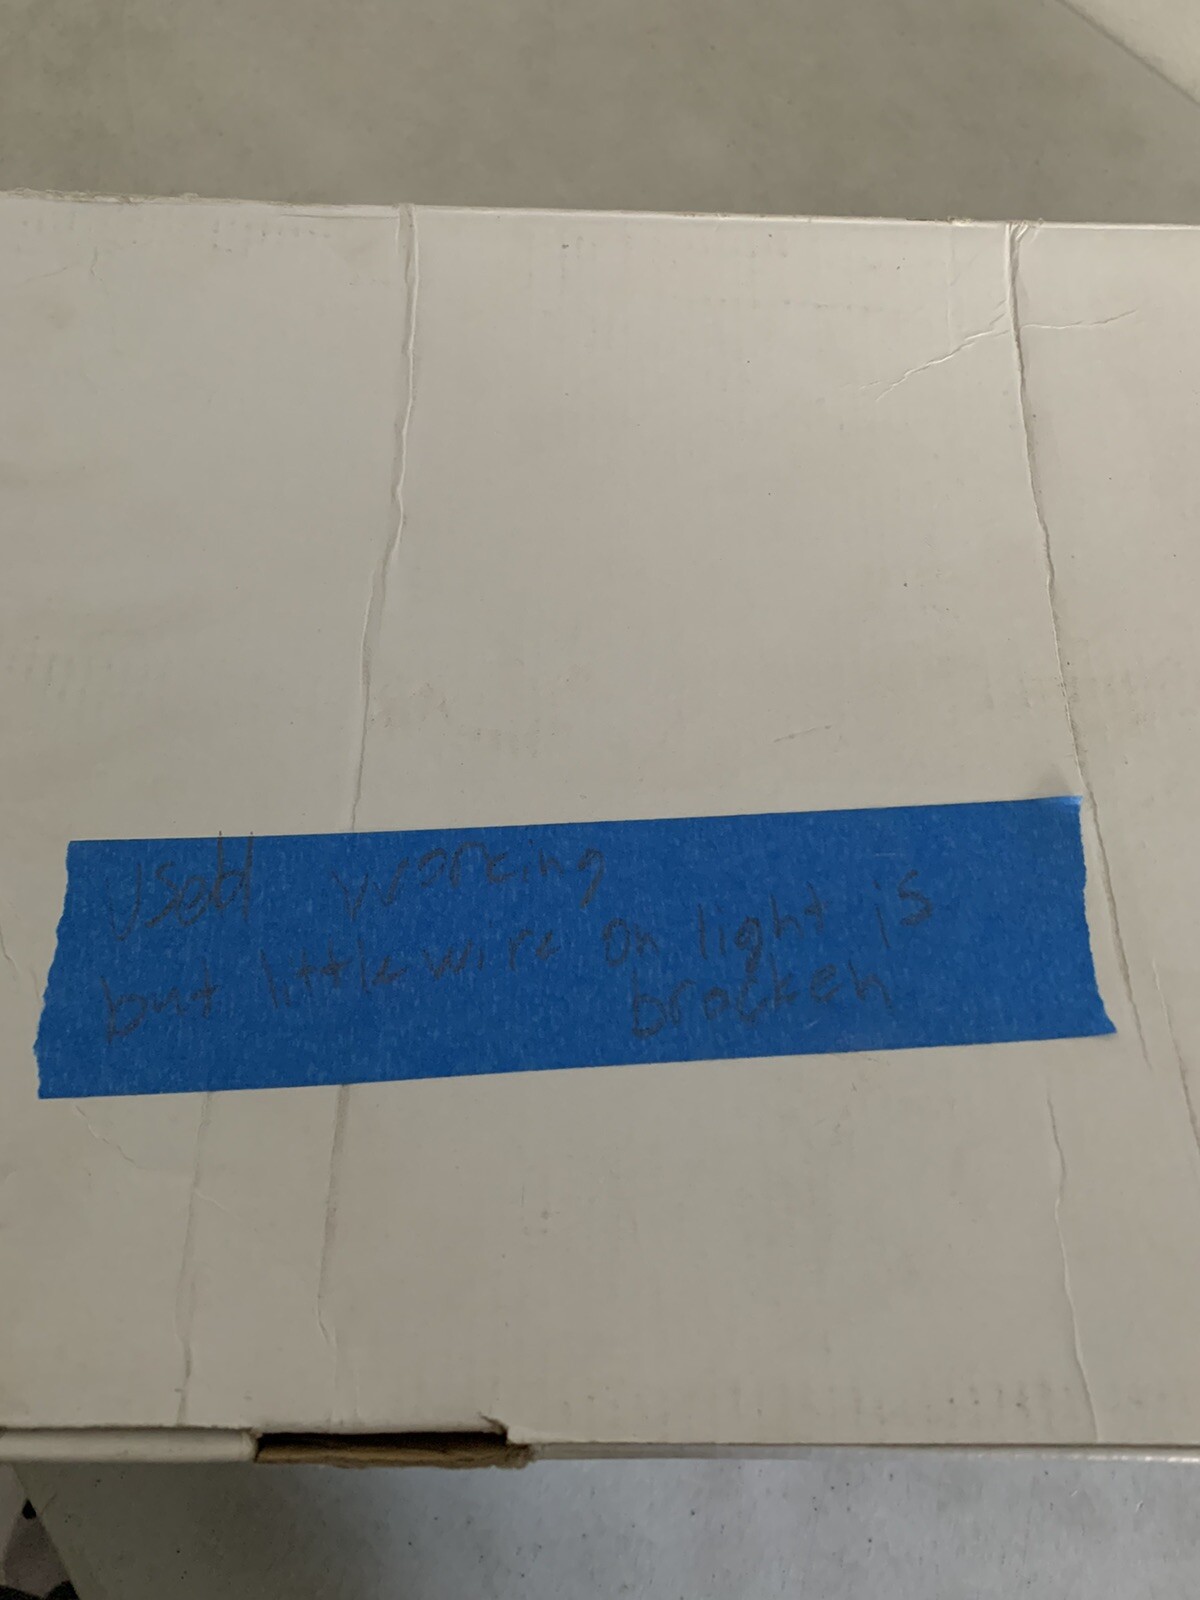 used working
but little wire on light is
brocken